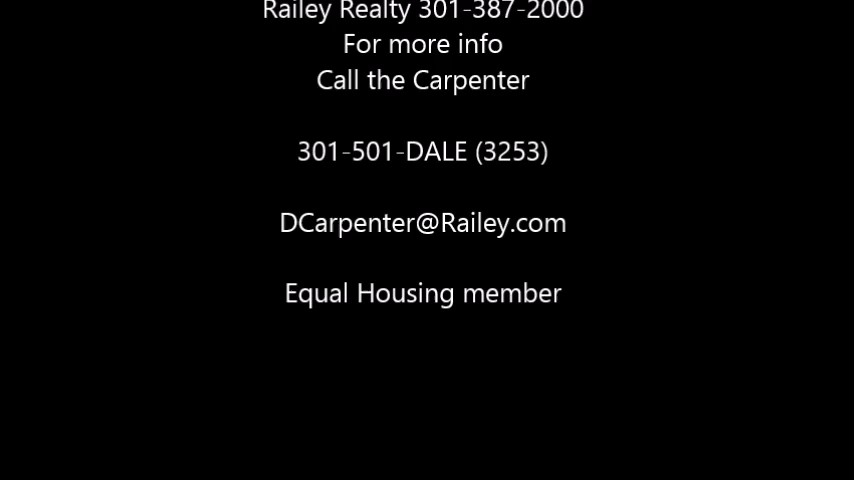 Railey Realty 301-387-2000
For more info
Call the Carpenter
301-501-DALE (3253)
DCarpenter@Railey.com
Equal Housing member